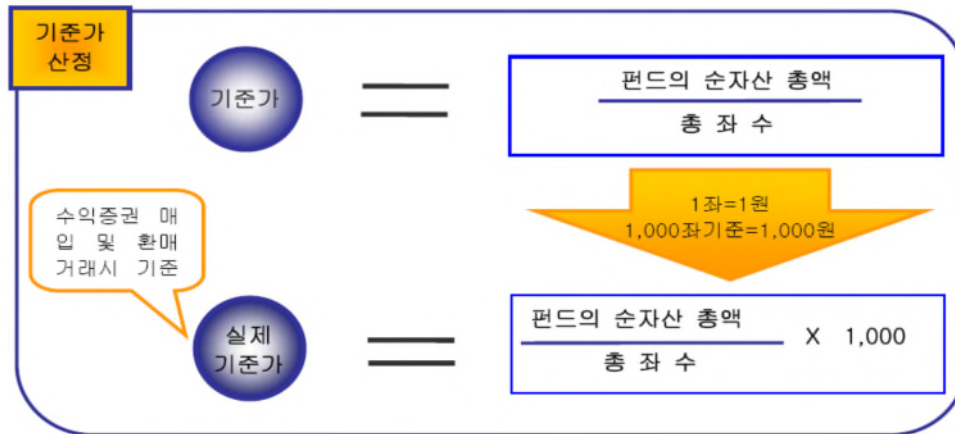 기준가
산정
기준가
펀드의 순자산 총액
총 좌 수
1좌=1원
1,000좌기준=1,000원
수익증권 매
입 및 환매
거래시 기준
실제
기준가
펀드의 순자산 총액
총 좌 수
X 1,000